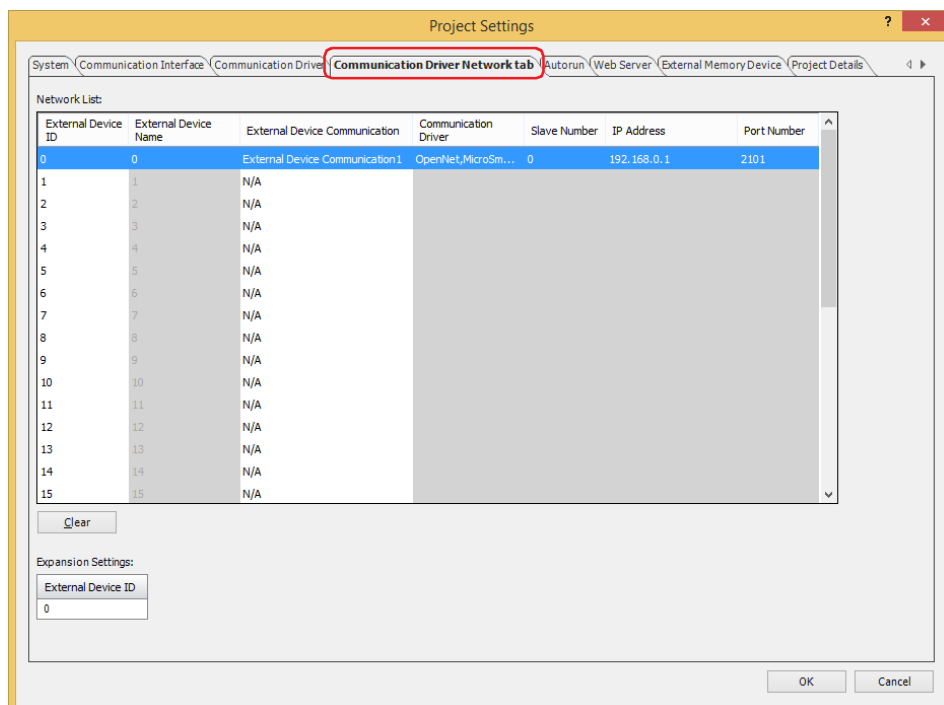 Project Settings
?
System Communication Interface Communication Driver Communication Driver Network tab Autorun Web Server External Memory Device Project Details
Network List:
External Device ID External Device Name External Device Communication Communication Driver Slave Number IP Address Port Number
0 0 External Device Communication1 OpenNet,MicroSm... 0 192.168.0.1 2101
1 1 N/A
2 2 N/A
3 3 N/A
4 4 N/A
5 5 N/A
6 6 N/A
7 7 N/A
8 8 N/A
9 9 N/A
10 10 N/A
11 11 N/A
12 12 N/A
13 13 N/A
14 14 N/A
15 15 N/A
Clear
Expansion Settings:
External Device ID
0
OK Cancel